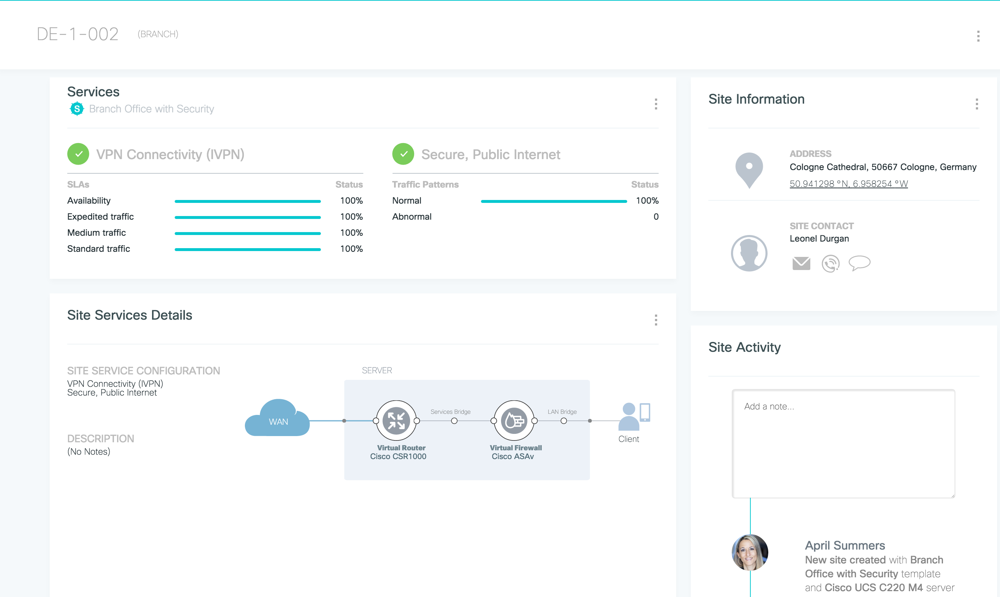 DE-1-002 (BRANCH)
Services
S Branch Office with Security
VPN Connectivity (IVPN)
SLAs Status
Availability 100%
Expedited traffic 100%
Medium traffic 100%
Standard traffic 100%
Secure, Public Internet
Traffic Patterns Status
Normal 100%
Abnormal 0
Site Services Details
SITE SERVICE CONFIGURATION
VPN Connectivity (IVPN)
Secure, Public Internet
DESCRIPTION
(No Notes)
SERVER
WAN
Services Bridge
LAN Bridge
Virtual Router
Cisco CSR1000
Virtual Firewall
Cisco ASAv
Client
Site Information
ADDRESS
Cologne Cathedral, 50667 Cologne, Germany
50.941298 °N, 6.958254 °W
SITE CONTACT
Leonel Durgan
Site Activity
Add a note...
April Summers
New site created with Branch
Office with Security template
and Cisco UCS C220 M4 server